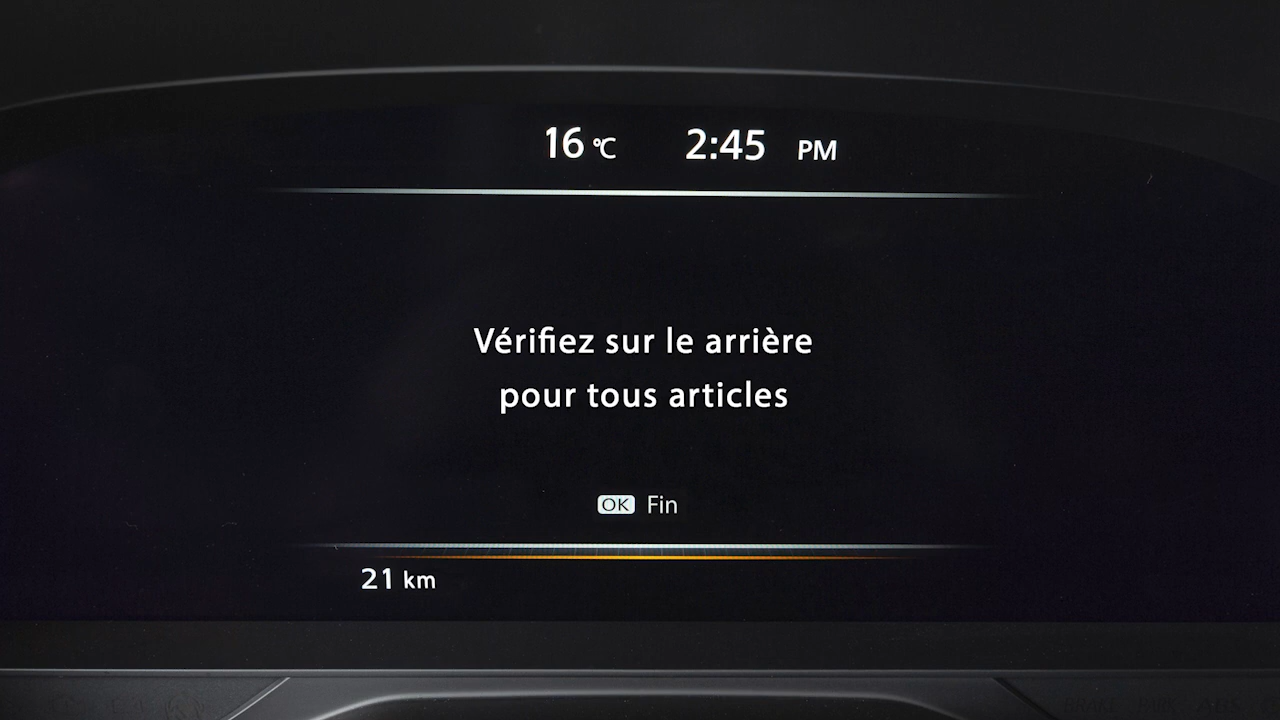 16 ℃ 2:45 PM
Vérifiez sur le arrière
pour tous articles
OK Fin
21 km